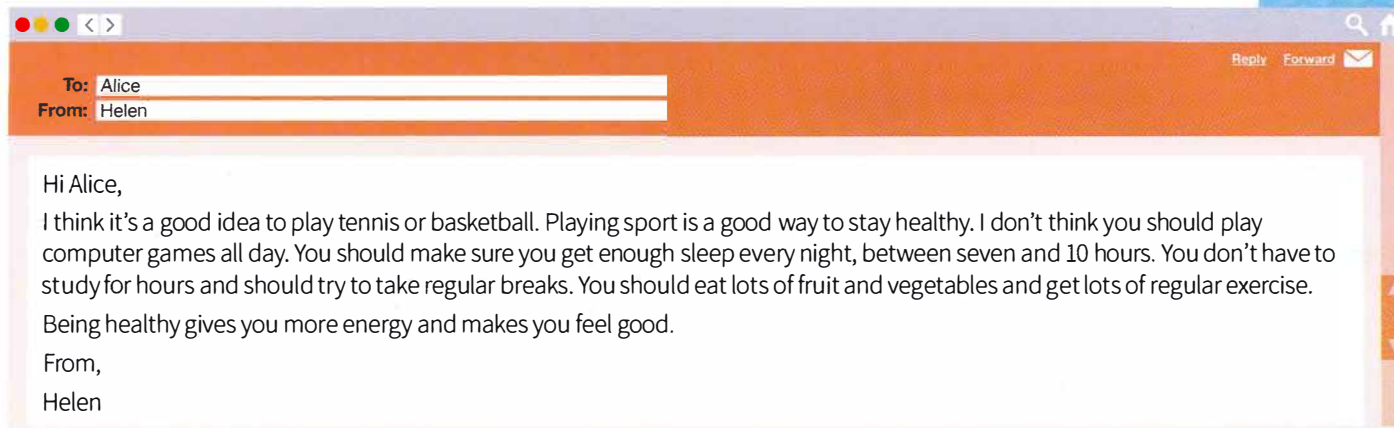 Reply Forward
To: Alice
From: Helen
Hi Alice,
I think it's a good idea to play tennis or basketball. Playing sport is a good way to stay healthy. I don't think you should play
computer games all day. You should make sure you get enough sleep every night, between seven and 10 hours. You don't have to
study for hours and should try to take regular breaks. You should eat lots of fruit and vegetables and get lots of regular exercise.
Being healthy gives you more energy and makes you feel good.
From,
Helen